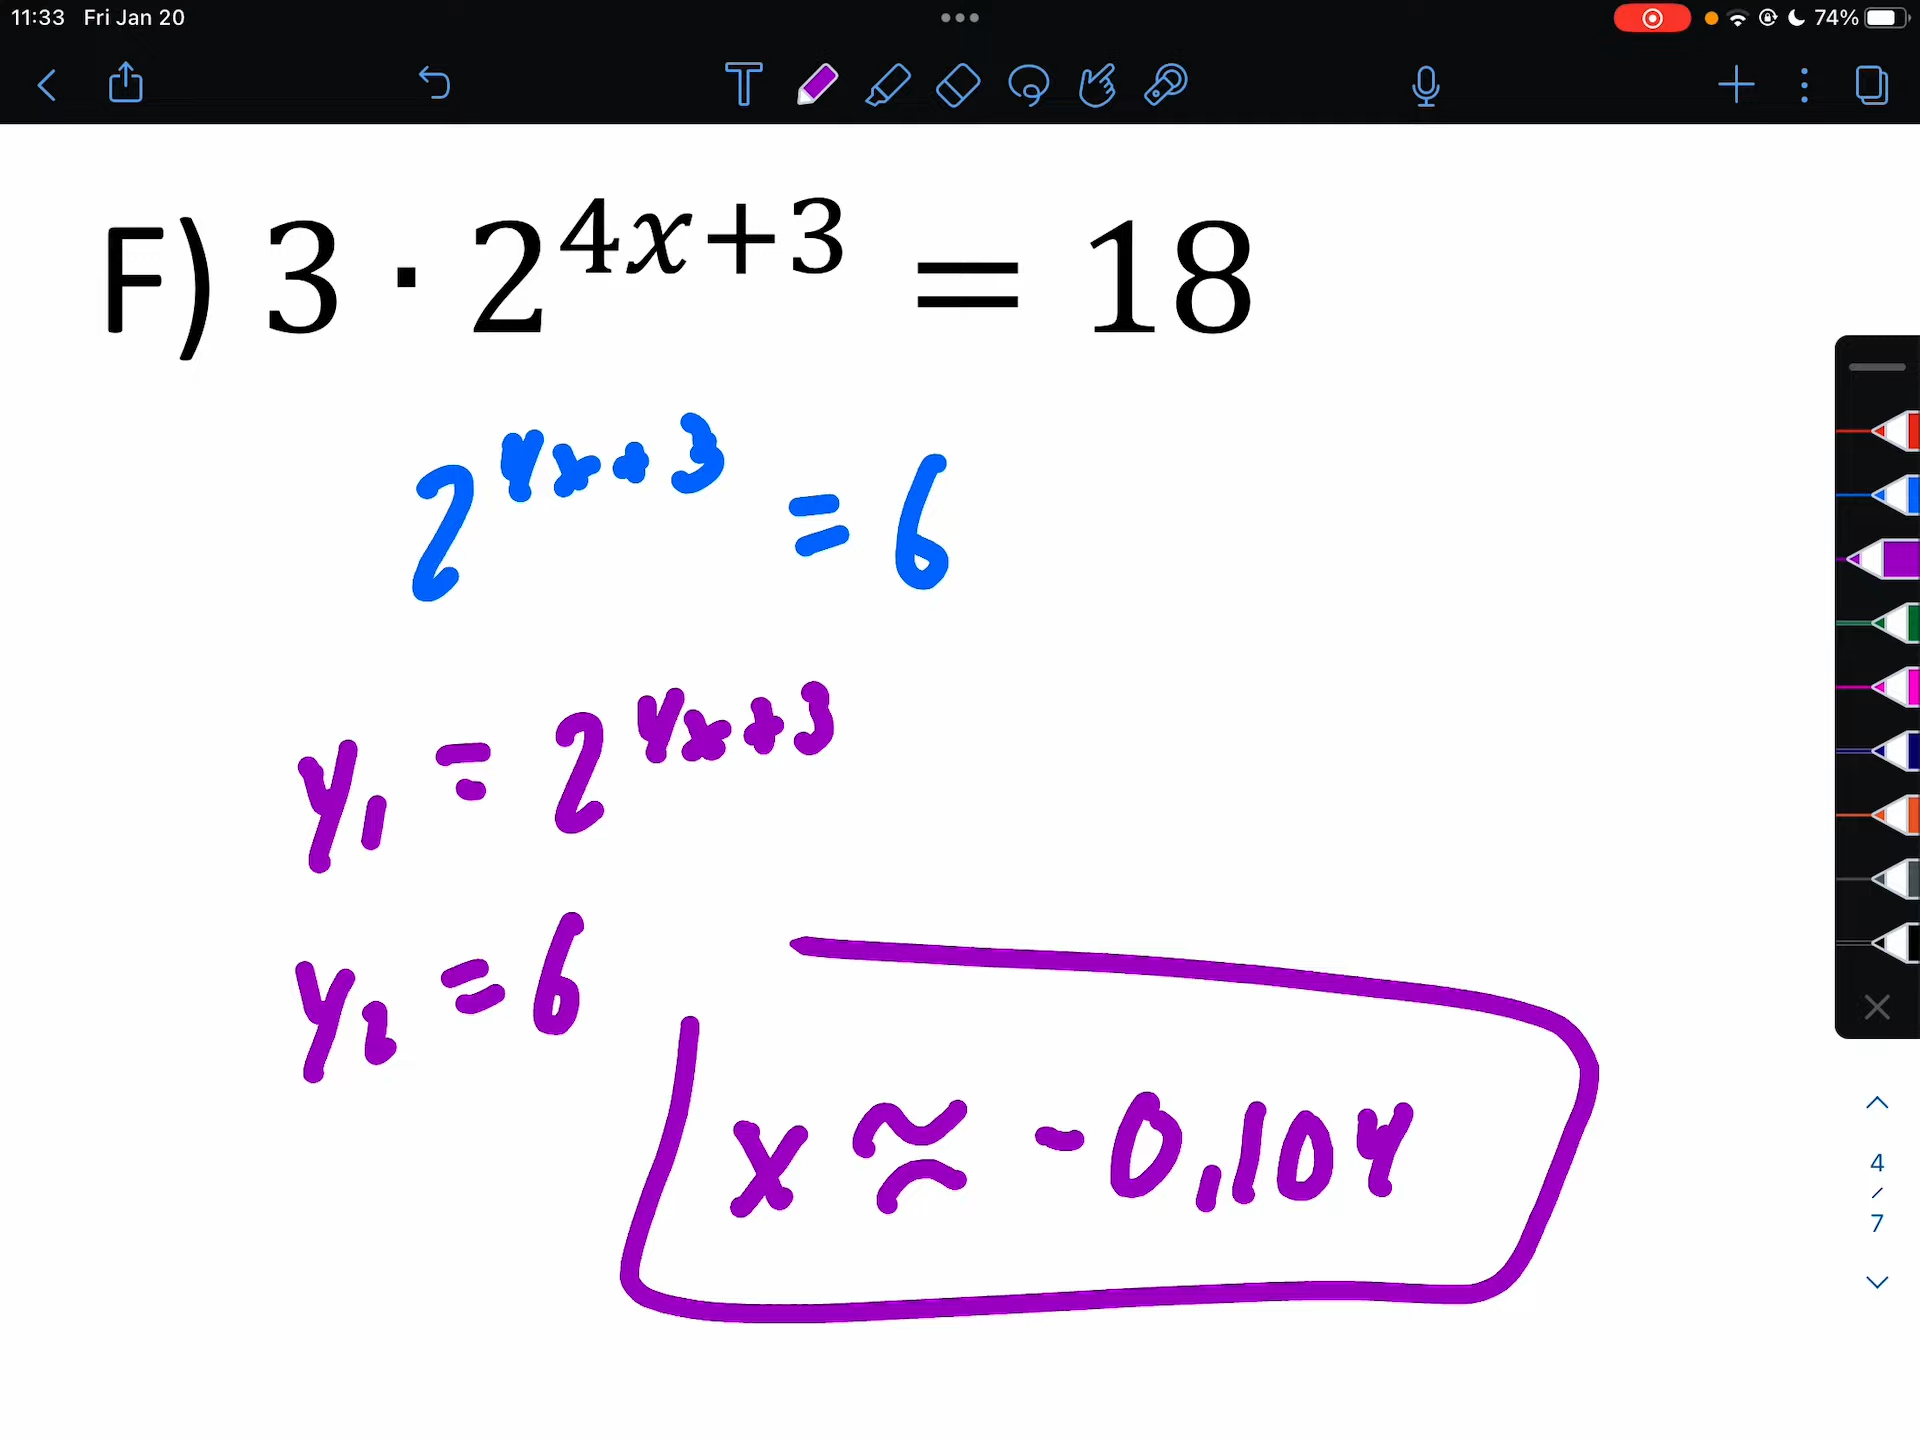 11:33 Fri Jan 20
74%
T
F) 3 · 2^{4x+3} = 18
2^{4x+3} = 6
y₁ = 2^{4x+3}
y₂ = 6
x ≈ -0.104
4
/
7